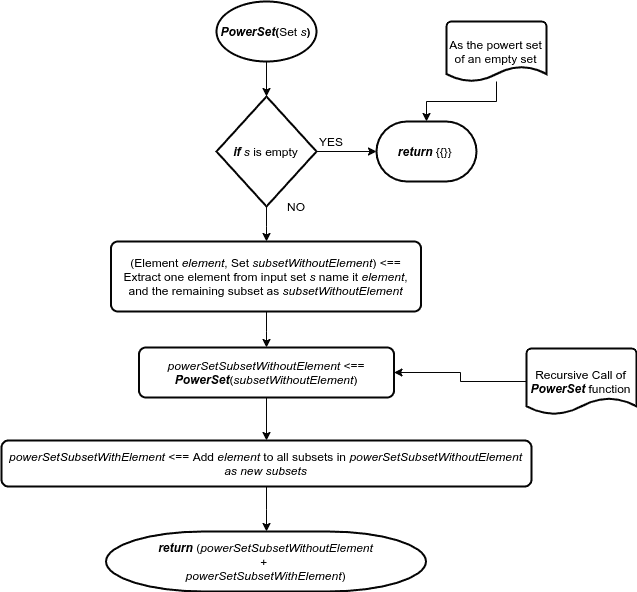 PowerSet(Set s)
As the powert set
of an empty set
if s is empty
YES
return {{}}
NO
(Element element, Set subsetWithoutElement) <==
Extract one element from input set s name it element,
and the remaining subset as subsetWithoutElement
powerSetSubsetWithoutElement <==
PowerSet(subsetWithoutElement)
Recursive Call of
PowerSet function
powerSetSubsetWithElement <== Add element to all subsets in powerSetSubsetWithoutElement
as new subsets
return (powerSetSubsetWithoutElement
+
powerSetSubsetWithElement)